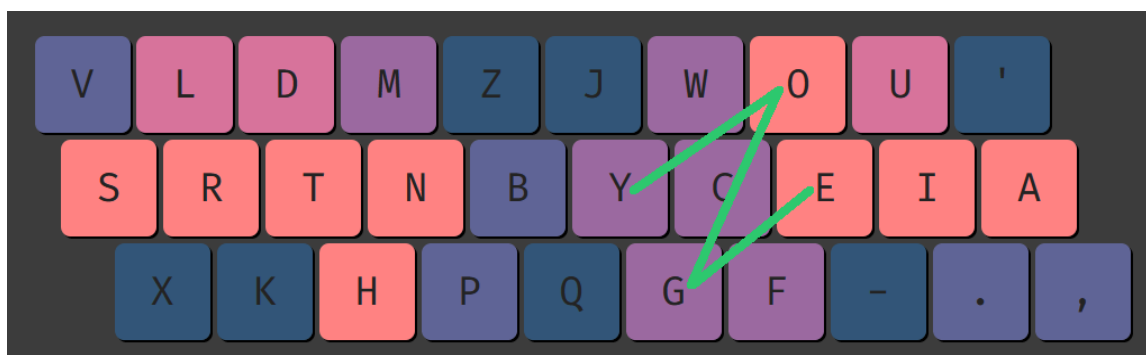 V L D M Z J W O U '
S R T N B Y C E I A
X K H P Q G F - . ,